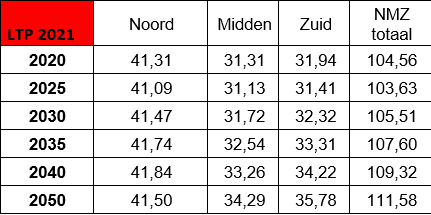 LTP 2021 Noord Midden Zuid NMZ totaal
2020 41,31 31,31 31,94 104,56
2025 41,09 31,13 31,41 103,63
2030 41,47 31,72 32,32 105,51
2035 41,74 32,54 33,31 107,60
2040 41,84 33,26 34,22 109,32
2050 41,50 34,29 35,78 111,58